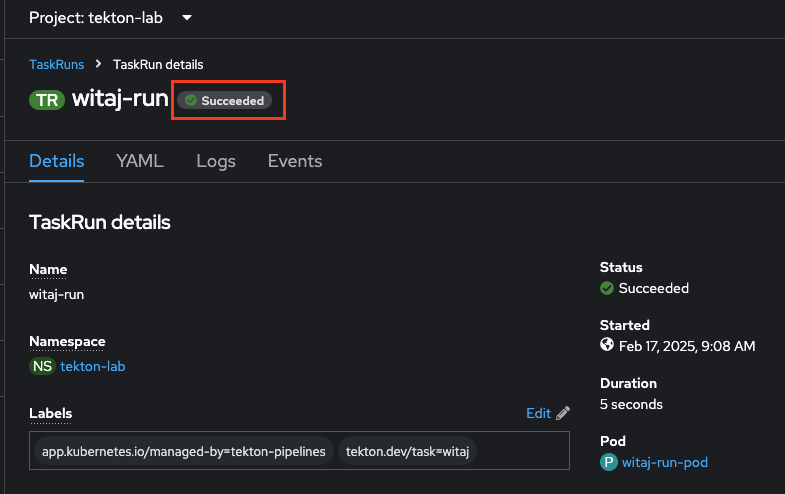 Project: tekton-lab
TaskRuns > TaskRun details
TR witaj-run Succeeded
Details YAML Logs Events
TaskRun details
Name
witaj-run
Namespace
NS tekton-lab
Labels Edit
app.kubernetes.io/managed-by=tekton-pipelines tekton.dev/task=witaj
Status
Succeeded
Started
Feb 17, 2025, 9:08 AM
Duration
5 seconds
Pod
P witaj-run-pod